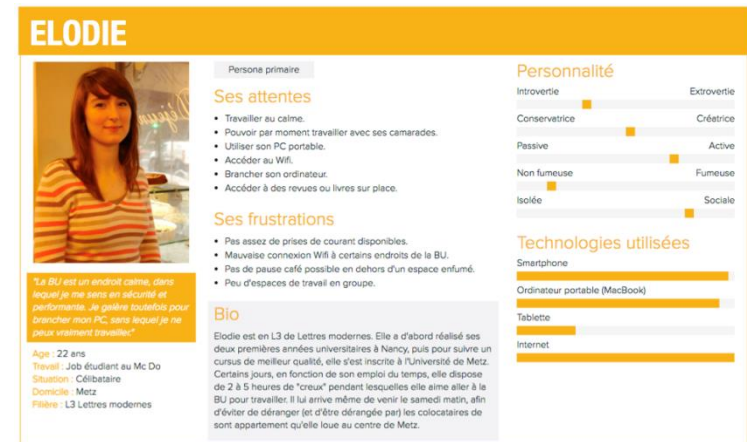 ELODIE
Persona primaire
Ses attentes
• Travailler au calme.
• Pouvoir par moment travailler avec ses camarades.
• Utiliser son PC portable.
• Accéder au Wifi.
• Brancher son ordinateur.
• Accéder à des revues ou livres sur place.
Ses frustrations
• Pas assez de prises de courant disponibles.
• Mauvaise connexion Wifi à certains endroits de la BU.
• Pas de pause café possible en dehors d'un espace enfumé.
• Peu d'espaces de travail en groupe.
"La BU est un endroit calme, dans
lequel je me sens en sécurité et
performante. Je galère toutefois pour
brancher mon PC, sans lequel je ne
peux vraiment travailler."
Age : 22 ans
Travail : Job étudiant au Mc Do
Situation : Célibataire
Domicile : Metz
Filière : L3 Lettres modernes
Bio
Elodie est en L3 de Lettres modernes. Elle a d'abord réalisé ses
deux premières années universitaires à Nancy, puis pour suivre un
cursus de meilleur qualité, elle s'est inscrite à l'Université de Metz.
Certains jours, en fonction de son emploi du temps, elle dispose
de 2 à 5 heures de "creux" pendant lesquelles elle aime aller à la
BU pour travailler. Il lui arrive même de venir le samedi matin, afin
d'éviter de déranger (et d'être dérangée par) les colocataires de
sont appartement qu'elle loue au centre de Metz.
Personnalité
Introvertie Extrovertie
Conservatrice Créatrice
Passive Active
Non fumeuse Fumeuse
Isolée Sociale
Technologies utilisées
Smartphone
Ordinateur portable (MacBook)
Tablette
Internet